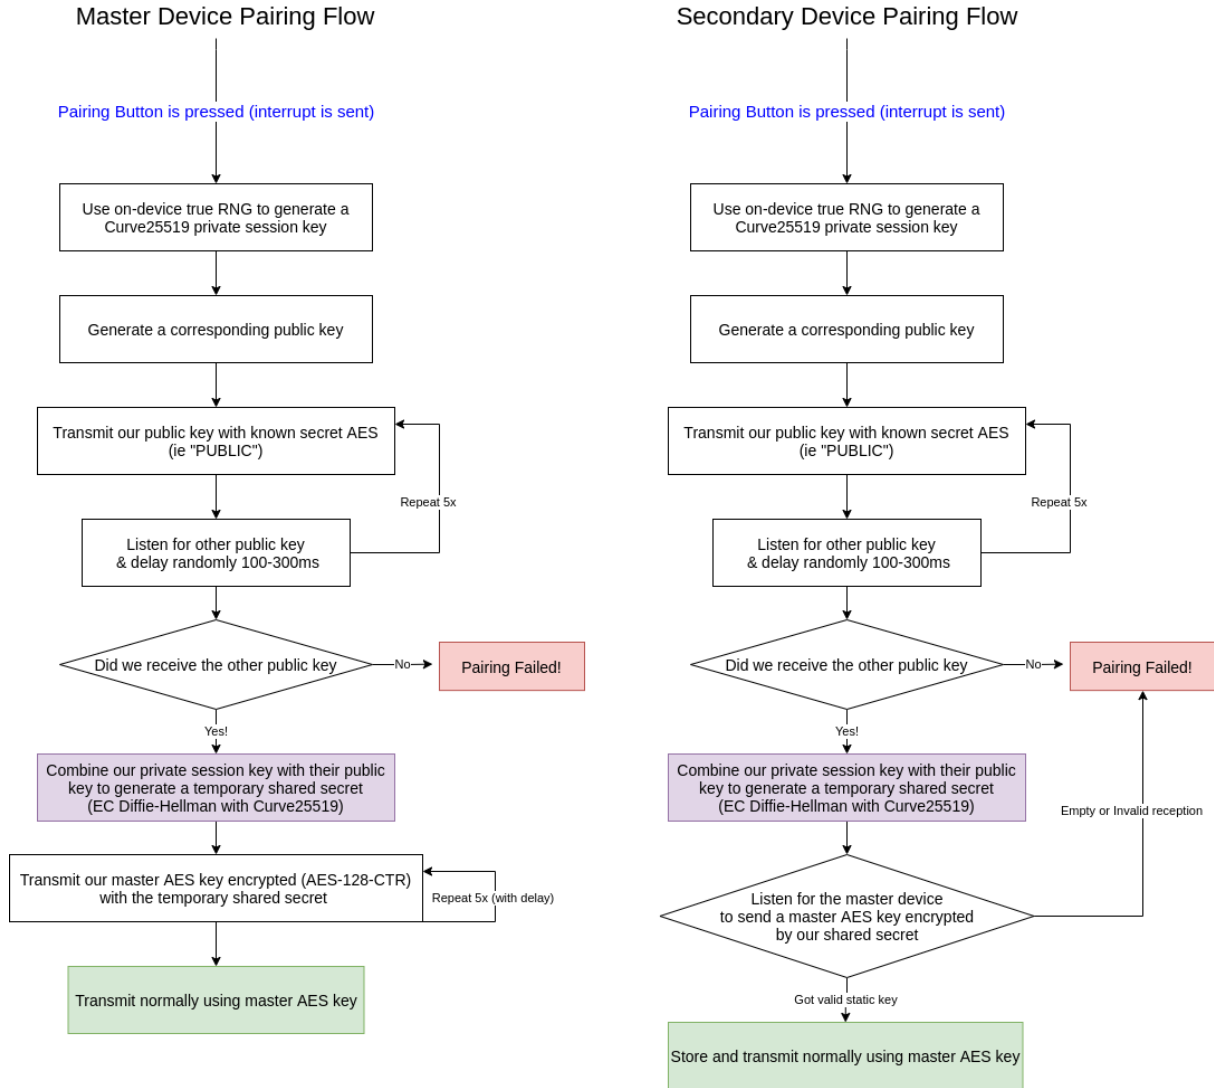 Master Device Pairing Flow
Pairing Button is pressed (interrupt is sent)
Use on-device true RNG to generate a
Curve25519 private session key
Generate a corresponding public key
Transmit our public key with known secret AES
(ie "PUBLIC")
Repeat 5x
Listen for other public key
& delay randomly 100-300ms
Did we receive the other public key
No
Pairing Failed!
Yes!
Combine our private session key with their public
key to generate a temporary shared secret
(EC Diffie-Hellman with Curve25519)
Transmit our master AES key encrypted (AES-128-CTR)
with the temporary shared secret
Repeat 5x (with delay)
Transmit normally using master AES key
Secondary Device Pairing Flow
Pairing Button is pressed (interrupt is sent)
Use on-device true RNG to generate a
Curve25519 private session key
Generate a corresponding public key
Transmit our public key with known secret AES
(ie "PUBLIC")
Repeat 5x
Listen for other public key
& delay randomly 100-300ms
Did we receive the other public key
No
Pairing Failed!
Yes!
Combine our private session key with their public
key to generate a temporary shared secret
(EC Diffie-Hellman with Curve25519)
Empty or Invalid reception
Listen for the master device
to send a master AES key encrypted
by our shared secret
Got valid static key
Store and transmit normally using master AES key